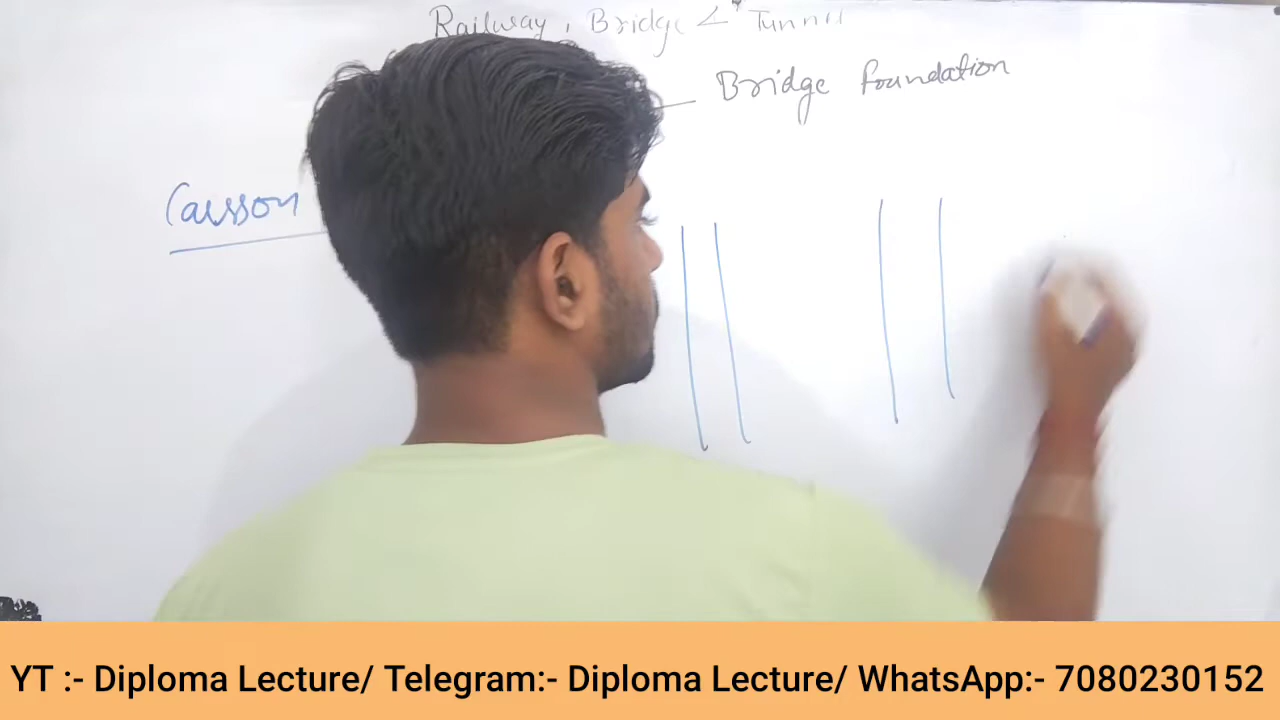 Railway, Bridge & Tunnel
Bridge foundation
Caisson
YT :- Diploma Lecture/ Telegram:- Diploma Lecture/ WhatsApp:- 7080230152